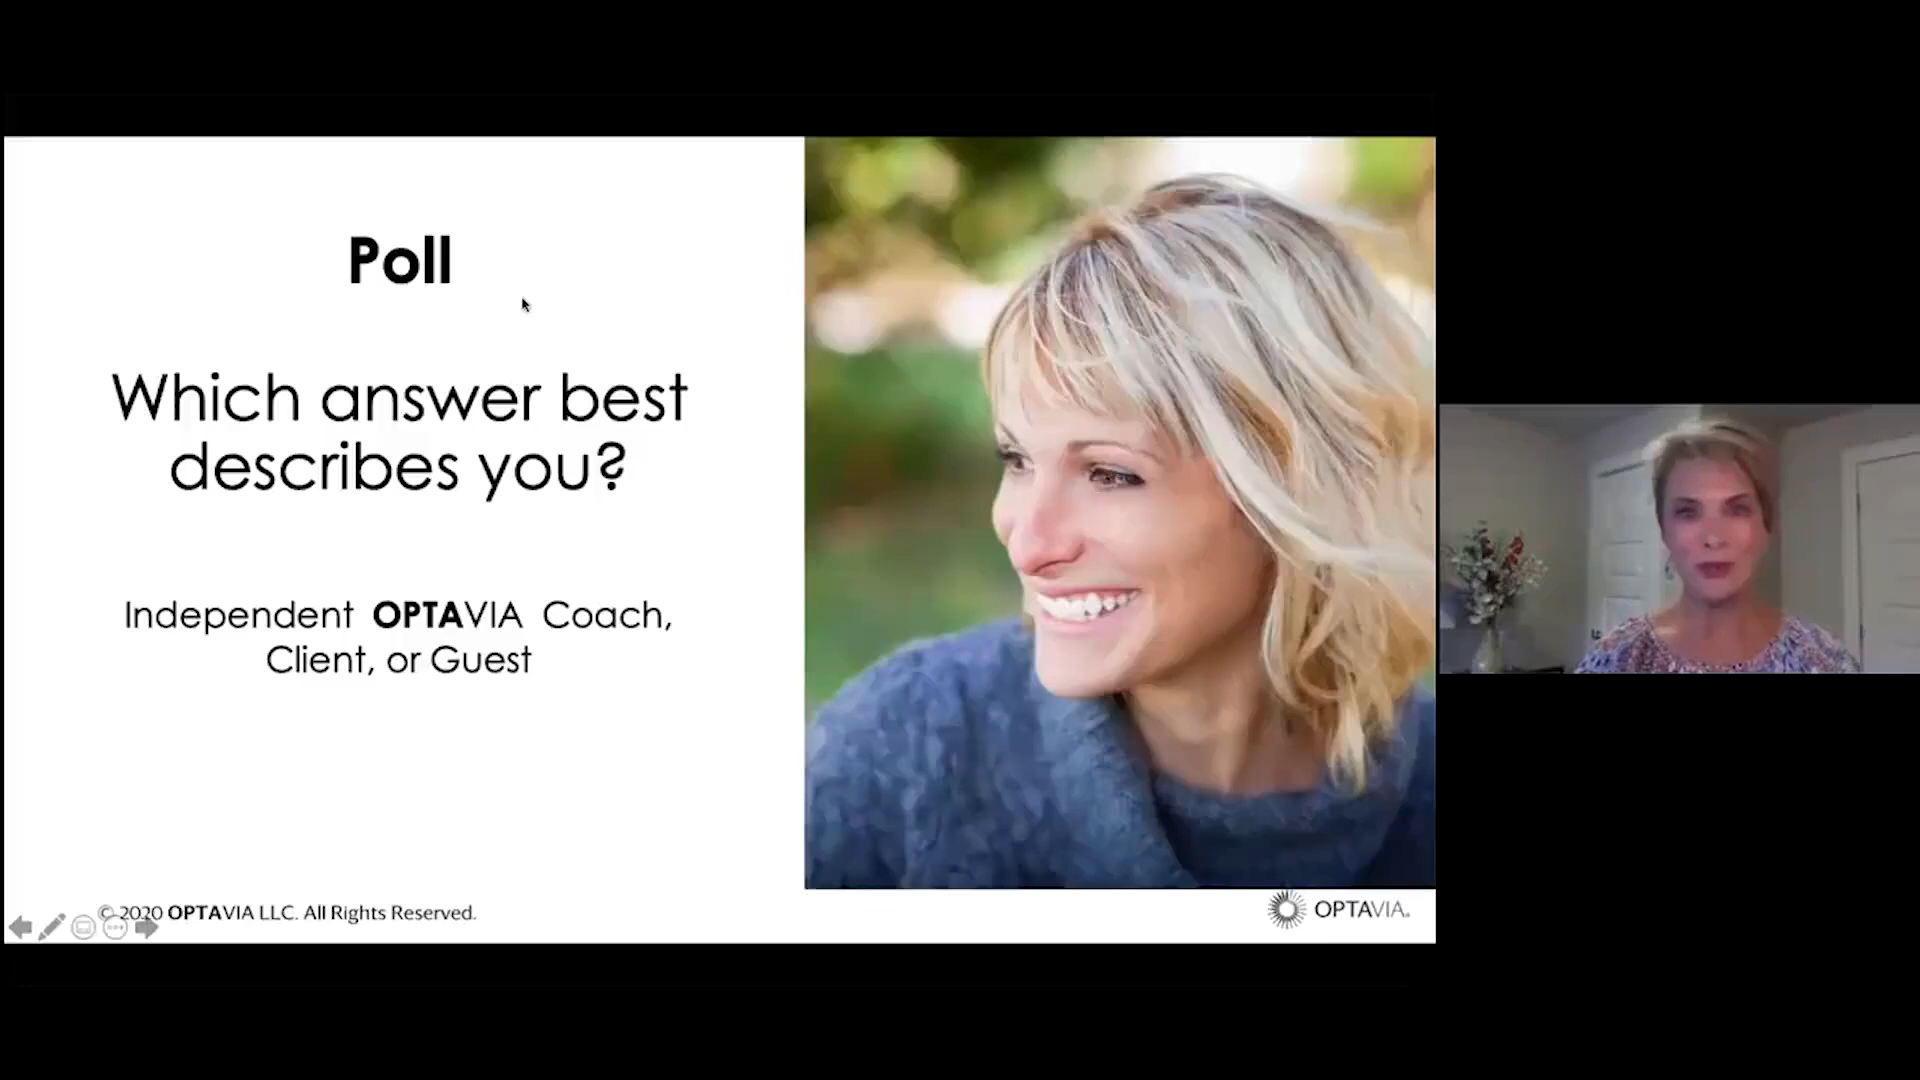 Poll
Which answer best
describes you?
Independent OPTAVIA Coach,
Client, or Guest
© 2020 OPTAVIA LLC. All Rights Reserved.
OPTAVIA.